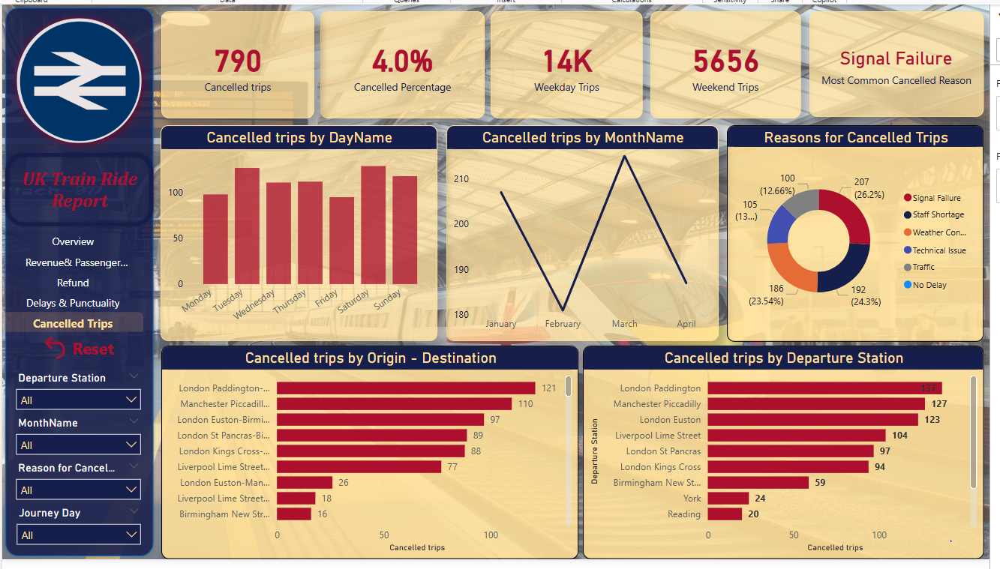 Clipboard
Data
Queries
Insert
Calculations
Sensitivity
Share
Copilot
790
Cancelled trips
4.0%
Cancelled Percentage
14K
Weekday Trips
5656
Weekend Trips
Signal Failure
Most Common Cancelled Reason
UK Train Ride
Report
Overview
Revenue& Passenger...
Refund
Delays & Punctuality
Cancelled Trips
Reset
Departure Station
All
MonthName
All
Reason for Cancel...
All
Journey Day
All
Cancelled trips by DayName
100
50
0
Monday
Tuesday
Wednesday
Thursday
Friday
Saturday
Sunday
Cancelled trips by MonthName
210
200
190
180
January
February
March
April
Reasons for Cancelled Trips
100
(12.66%)
207
(26.2%)
105
(13...)
186
(23.54%)
192
(24.3%)
Signal Failure
Staff Shortage
Weather Con...
Technical Issue
Traffic
No Delay
Cancelled trips by Origin - Destination
London Paddington-... 121
Manchester Piccadill... 110
London Euston-Birmi... 97
London St Pancras-Bi... 89
London Kings Cross-... 88
Liverpool Lime Street... 77
London Euston-Man... 26
Liverpool Lime Street... 18
Birmingham New Str... 16
0 50 100
Cancelled trips
Cancelled trips by Departure Station
Departure Station
London Paddington 137
Manchester Piccadilly 127
London Euston 123
Liverpool Lime Street 104
London St Pancras 97
London Kings Cross 94
Birmingham New St... 59
York 24
Reading 20
0 50 100
Cancelled trips